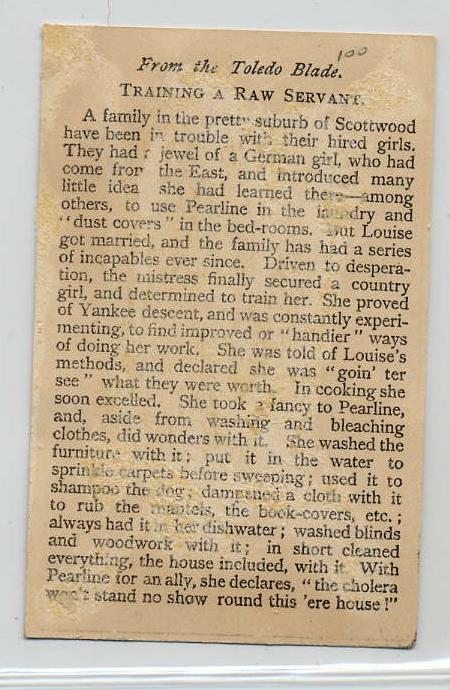 100
From the Toledo Blade.
TRAINING A RAW SERVANT.
A family in the pretty suburb of Scottwood
have been in trouble with their hired girls.
They had a jewel of a German girl, who had
come from the East, and introduced many
little idea she had learned there—among
others, to use Pearline in the laundry and
"dust covers" in the bed-rooms. But Louise
got married, and the family has had a series
of incapables ever since. Driven to despera-
tion, the mistress finally secured a country
girl, and determined to train her. She proved
of Yankee descent, and was constantly experi-
menting, to find improved or "handier" ways
of doing her work. She was told of Louise's
methods, and declared she was "goin' ter
see" what they were worth. In cooking she
soon excelled. She took a fancy to Pearline,
and, aside from washing and bleaching
clothes, did wonders with it. She washed the
furniture with it; put it in the water to
sprinkle carpets before sweeping; used it to
shampoo the dog; dampened a cloth with it
to rub the mantels, the book-covers, etc.;
always had it in her dishwater; washed blinds
and woodwork with it; in short cleaned
everything, the house included, with it. With
Pearline for an ally, she declares, "the cholera
won't stand no show round this 'ere house!"